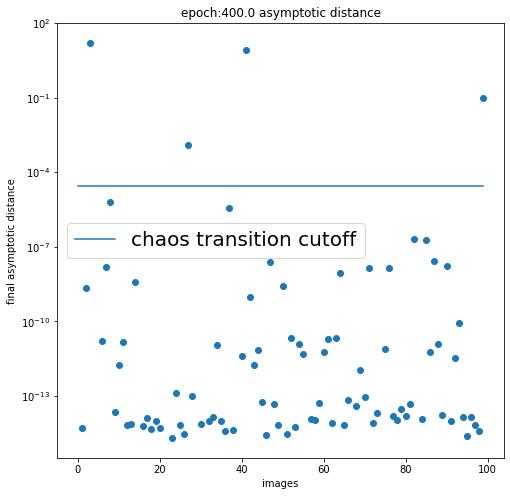 epoch:400.0 asymptotic distance
final asymptotic distance
10²
10⁻¹
10⁻⁴
10⁻⁷
10⁻¹⁰
10⁻¹³
chaos transition cutoff
0 20 40 60 80 100
images